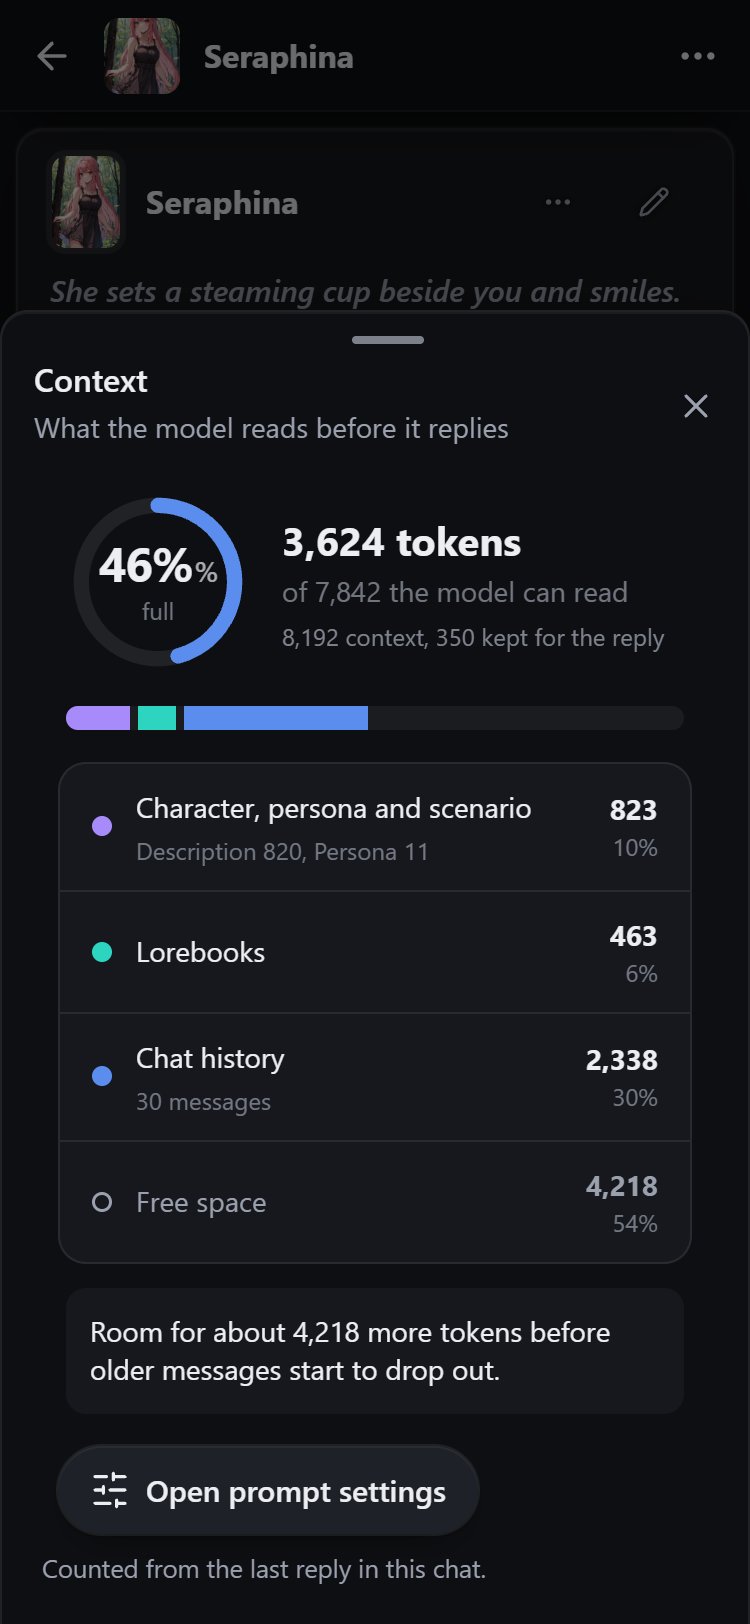 Seraphina
Seraphina
She sets a steaming cup beside you and smiles.
Context
What the model reads before it replies
46%%
full
3,624 tokens
of 7,842 the model can read
8,192 context, 350 kept for the reply
Character, persona and scenario
823
Description 820, Persona 11
10%
Lorebooks
463
6%
Chat history
2,338
30 messages
30%
Free space
4,218
54%
Room for about 4,218 more tokens before
older messages start to drop out.
Open prompt settings
Counted from the last reply in this chat.